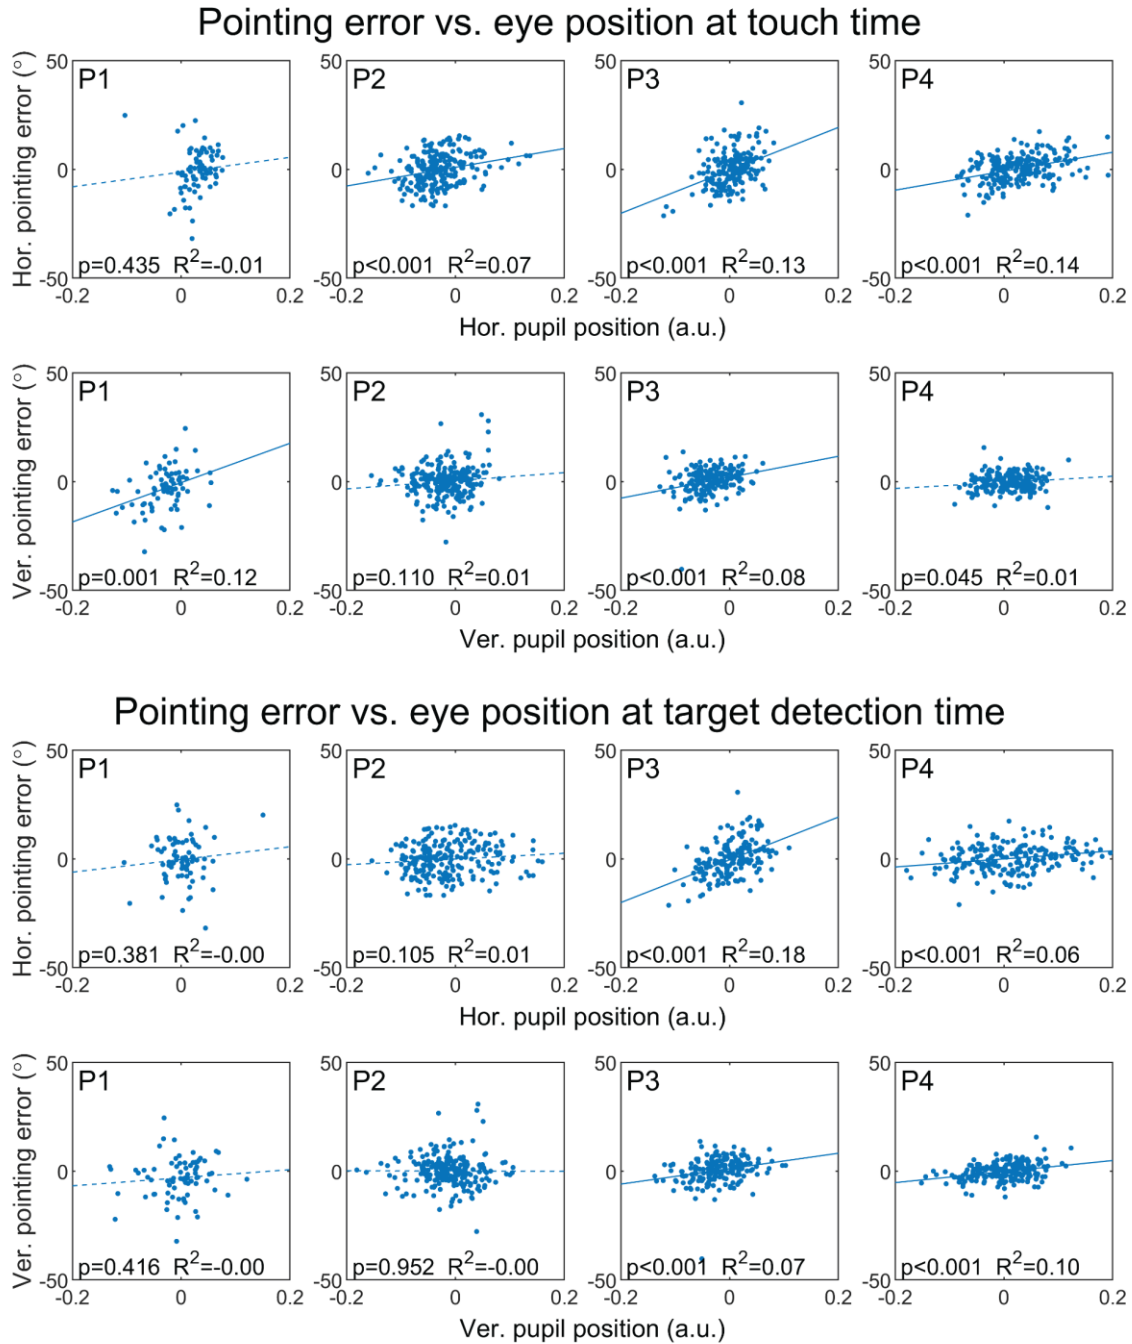 Pointing error vs. eye position at touch time
Hor. pointing error (°)
50
0
-50
P1
p=0.435 R²=-0.01
P2
p<0.001 R²=0.07
P3
p<0.001 R²=0.13
P4
p<0.001 R²=0.14
-0.2 0 0.2 -0.2 0 0.2 -0.2 0 0.2 -0.2 0 0.2
50 50 50
-50 -50 -50
Hor. pupil position (a.u.)
Ver. pointing error (°)
50
0
-50
P1
p=0.001 R²=0.12
P2
p=0.110 R²=0.01
P3
p<0.001 R²=0.08
P4
p=0.045 R²=0.01
-0.2 0 0.2 -0.2 0 0.2 -0.2 0 0.2 -0.2 0 0.2
50 50 50
-50 -50 -50
Ver. pupil position (a.u.)
Pointing error vs. eye position at target detection time
Hor. pointing error (°)
50
0
-50
P1
p=0.381 R²=-0.00
P2
p=0.105 R²=0.01
P3
p<0.001 R²=0.18
P4
p<0.001 R²=0.06
-0.2 0 0.2 -0.2 0 0.2 -0.2 0 0.2 -0.2 0 0.2
50 50 50
-50 -50 -50
Hor. pupil position (a.u.)
Ver. pointing error (°)
50
0
-50
P1
p=0.416 R²=-0.00
P2
p=0.952 R²=-0.00
P3
p<0.001 R²=0.07
P4
p<0.001 R²=0.10
-0.2 0 0.2 -0.2 0 0.2 -0.2 0 0.2 -0.2 0 0.2
50 50 50
-50 -50 -50
Ver. pupil position (a.u.)